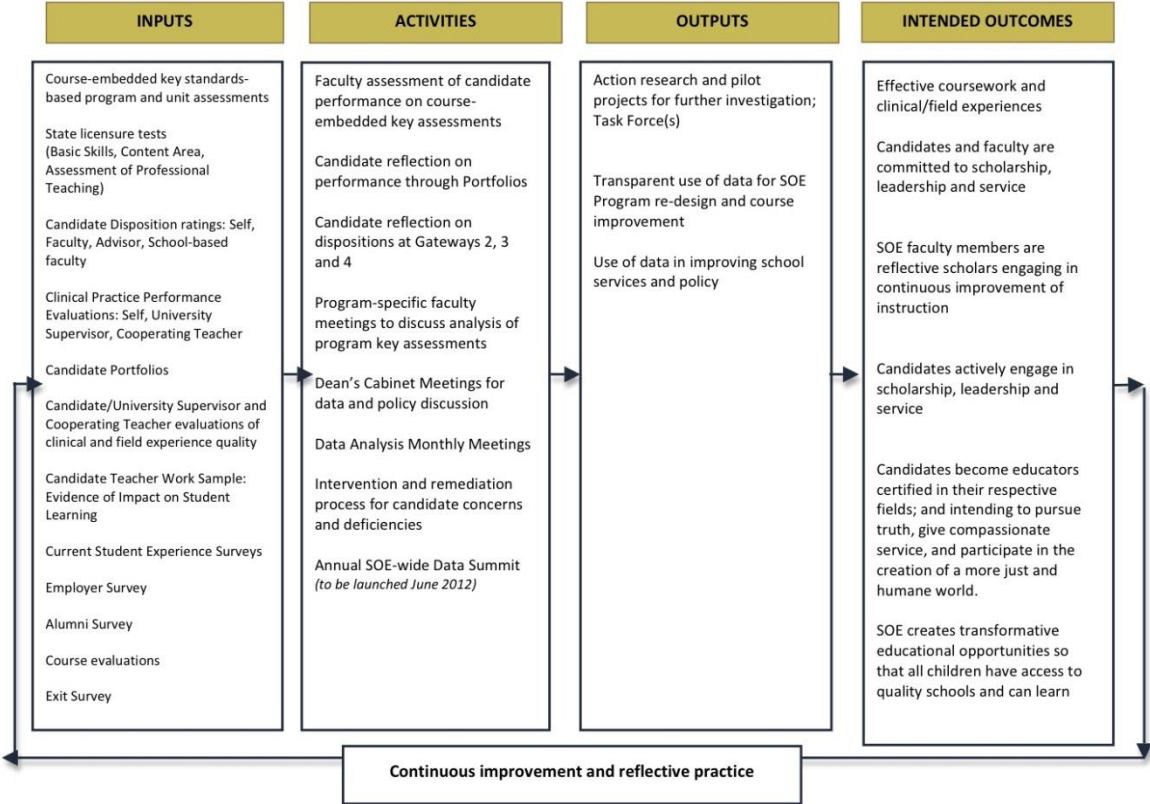 INPUTS
ACTIVITIES
OUTPUTS
INTENDED OUTCOMES
Course-embedded key standards-
based program and unit assessments
State licensure tests
(Basic Skills, Content Area,
Assessment of Professional
Teaching)
Candidate Disposition ratings: Self,
Faculty, Advisor, School-based
faculty
Clinical Practice Performance
Evaluations: Self, University
Supervisor, Cooperating Teacher
Candidate Portfolios
Candidate/University Supervisor and
Cooperating Teacher evaluations of
clinical and field experience quality
Candidate Teacher Work Sample:
Evidence of Impact on Student
Learning
Current Student Experience Surveys
Employer Survey
Alumni Survey
Course evaluations
Exit Survey
Faculty assessment of candidate
performance on course-
embedded key assessments
Candidate reflection on
performance through Portfolios
Candidate reflection on
dispositions at Gateways 2, 3
and 4
Program-specific faculty
meetings to discuss analysis of
program key assessments
Dean's Cabinet Meetings for
data and policy discussion
Data Analysis Monthly Meetings
Intervention and remediation
process for candidate concerns
and deficiencies
Annual SOE-wide Data Summit
(to be launched June 2012)
Action research and pilot
projects for further investigation;
Task Force(s)
Transparent use of data for SOE
Program re-design and course
improvement
Use of data in improving school
services and policy
Effective coursework and
clinical/field experiences
Candidates and faculty are
committed to scholarship,
leadership and service
SOE faculty members are
reflective scholars engaging in
continuous improvement of
instruction
Candidates actively engage in
scholarship, leadership and
service
Candidates become educators
certified in their respective
fields; and intending to pursue
truth, give compassionate
service, and participate in the
creation of a more just and
humane world.
SOE creates transformative
educational opportunities so
that all children have access to
quality schools and can learn
Continuous improvement and reflective practice